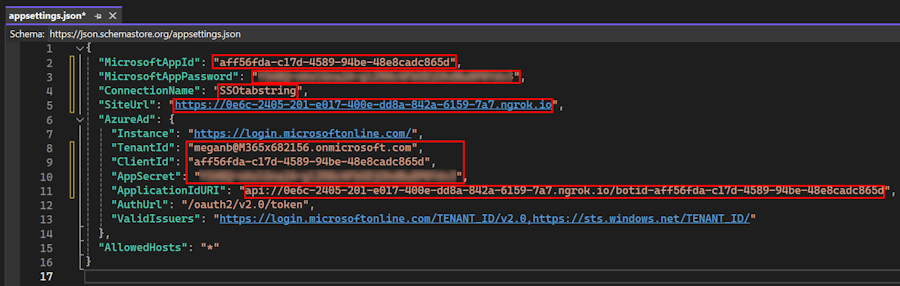 appsettings.json*
Schema: https://json.schemastore.org/appsettings.json
1 {
2 "MicrosoftAppId": "aff56fda-c17d-4589-94be-48e8cadc865d",
3 "MicrosoftAppPassword": " ",
4 "ConnectionName": "SSOtabstring",
5 "SiteUrl": "https://0e6c-2405-201-e017-400e-dd8a-842a-6159-7a7.ngrok.io",
6 "AzureAd": {
7 "Instance": "https://login.microsoftonline.com/",
8 "TenantId": "meganb@M365x682156.onmicrosoft.com",
9 "ClientId": "aff56fda-c17d-4589-94be-48e8cadc865d",
10 "AppSecret": "
11 "ApplicationIdURI": "api://0e6c-2405-201-e017-400e-dd8a-842a-6159-7a7.ngrok.io/botid-aff56fda-c17d-4589-94be-48e8cadc865d",
12 "AuthUrl": "/oauth2/v2.0/token",
13 "ValidIssuers": "https://login.microsoftonline.com/TENANT_ID/v2.0,https://sts.windows.net/TENANT_ID/"
14 },
15 "AllowedHosts": "*"
16 }
17